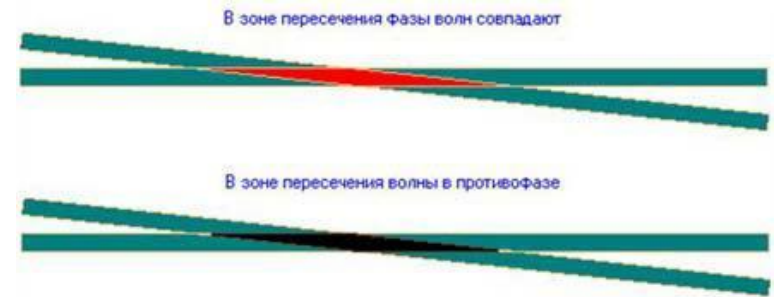 В зоне пересечения фазы волн совпадают
В зоне пересечения волны в противофазе